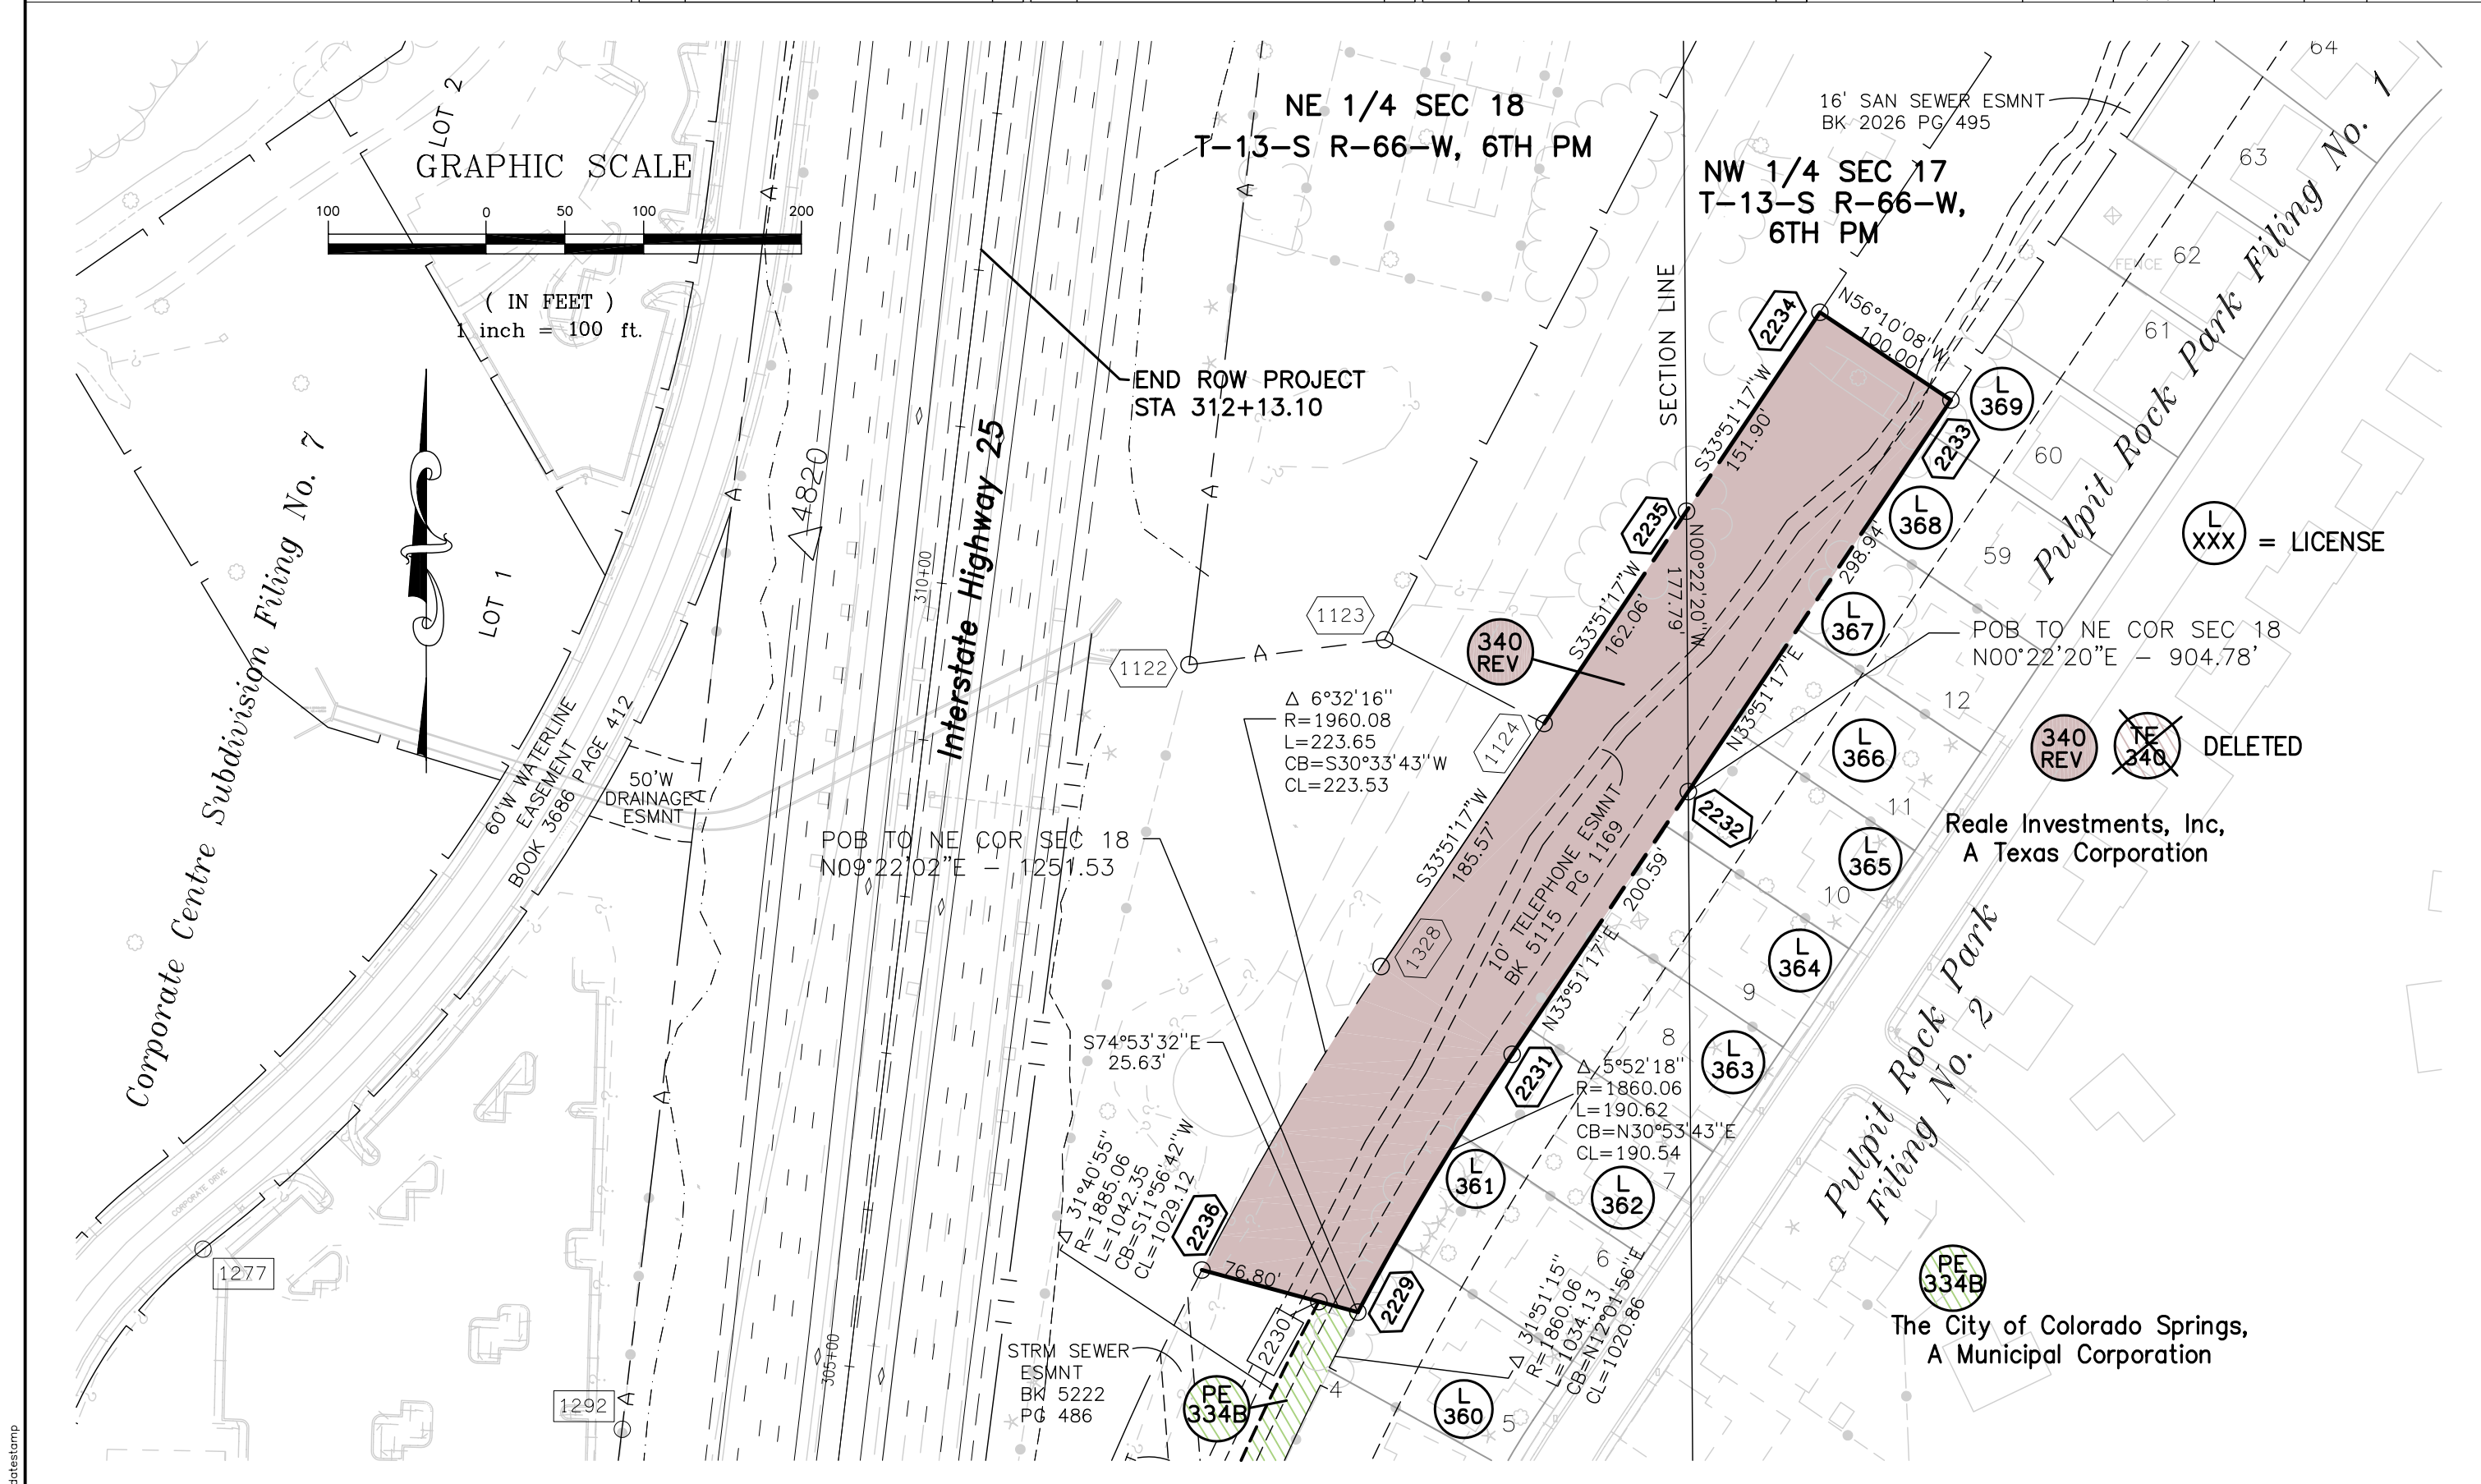 GRAPHIC SCALE
100 0 50 100 200
( IN FEET )
1 inch = 100 ft.
LOT 2
LOT 1
Corporate Centre Subdivision Filing No. 7
60'W WATERLINE
EASEMENT
BOOK 3686 PAGE 412
50'W
DRAINAGE
ESMNT
CORPORATE DRIVE
1277
1292
A
A
A
A
A
A
A
A
4820
310+00
305+00
Interstate Highway 25
END ROW PROJECT
STA 312+13.10
NE 1/4 SEC 18
T-13-S R-66-W, 6TH PM
NW 1/4 SEC 17
T-13-S R-66-W,
6TH PM
SECTION LINE
16' SAN SEWER ESMNT
BK 2026 PG 495
1122
1123
1124
1328
340
REV
Δ 6°32'16"
R=1960.08
L=223.65
CB=S30°33'43"W
CL=223.53
POB TO NE COR SEC 18
N09°22'02"E - 1251.53
S74°53'32"E
25.63'
2234
N56°10'08"W
100.00'
2233
S33°51'17"W
151.90'
2235
S33°51'17"W
162.06'
N00°22'20"W
177.79'
S33°51'17"W
185.57'
298.94'
N33°51'17"E
2232
200.59'
N33°51'17"E
2231
10' TELEPHONE ESMNT
BK 5115 PG 1169
Δ 5°52'18"
R=1860.06
L=190.62
CB=N30°53'43"E
CL=190.54
Δ 31°40'55"
R=1885.06
L=1042.35
CB=S11°56'42"W
CL=1029.12
2236
76.80'
2230
2229
Δ 31°51'15"
R=1860.06
L=1034.13
CB=N12°01'56"E
CL=1020.86
STRM SEWER
ESMNT
BK 5222
PG 486
PE
334B
L
369
L
368
L
367
L
366
L
365
L
364
L
363
L
362
L
361
L
360
64
63
62
61
60
59
12
11
10
9
8
7
6
5
4
FENCE
Pulpit Rock Park Filing No. 1
Pulpit Rock Park
Filing No. 2
L
XXX
= LICENSE
POB TO NE COR SEC 18
N00°22'20"E - 904.78'
340
REV
TE
340
DELETED
Reale Investments, Inc,
A Texas Corporation
PE
334B
The City of Colorado Springs,
A Municipal Corporation
datestamp